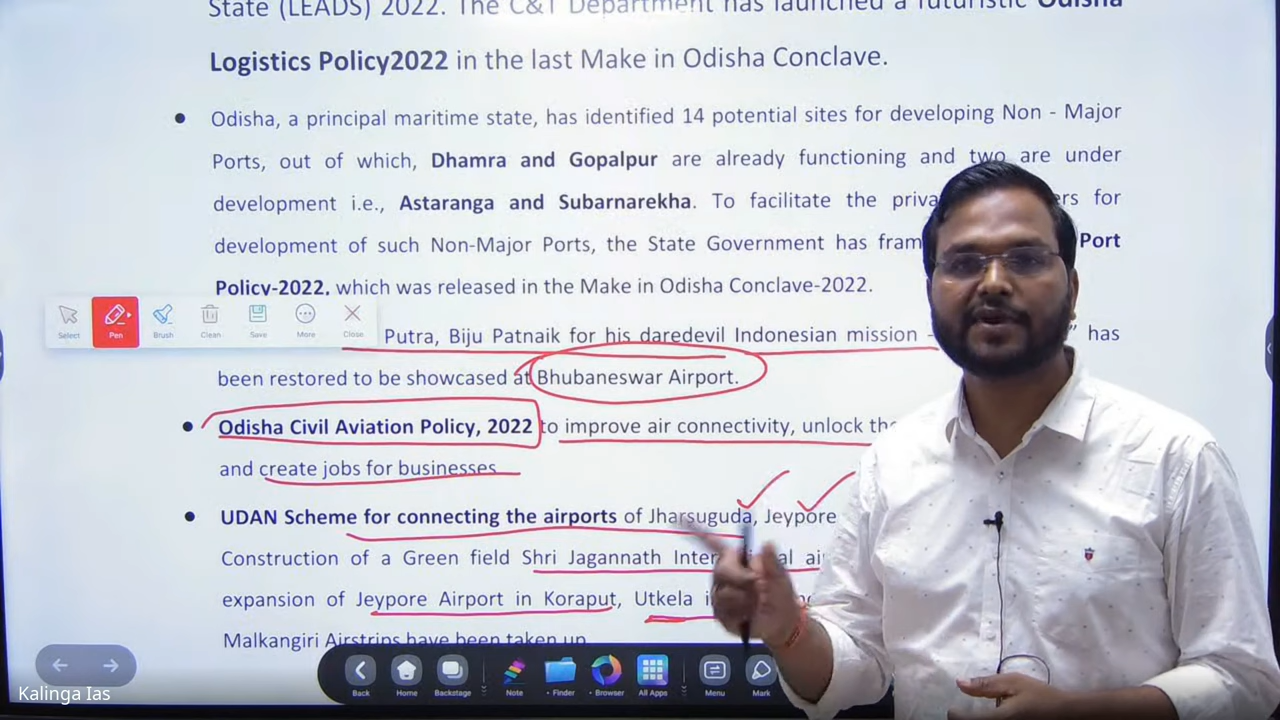 State (LEADS) 2022. The C&T Department has launched a futuristic Odisha
Logistics Policy2022 in the last Make in Odisha Conclave.
• Odisha, a principal maritime state, has identified 14 potential sites for developing Non - Major
Ports, out of which, Dhamra and Gopalpur are already functioning and two are under
development i.e., Astaranga and Subarnarekha. To facilitate the for
development of such Non-Major Ports, the State Government has Port
Policy-2022, which was released in the Make in Odisha Conclave-2022.
Select Pen Brush Clean Save More Close
Putra, Biju Patnaik for his daredevil Indonesian mission - ” has
been restored to be showcased at Bhubaneswar Airport.
• Odisha Civil Aviation Policy, 2022 to improve air connectivity, unlock the
and create jobs for businesses
• UDAN Scheme for connecting the airports of Jharsuguda, Jeypore
Construction of a Green field Shri Jagannath
expansion of Jeypore Airport in Koraput, Utkela
Malkangiri Airstrips have been taken up
Back Home Backstage Note Finder Browser All Apps Menu Mark
Kalinga Ias